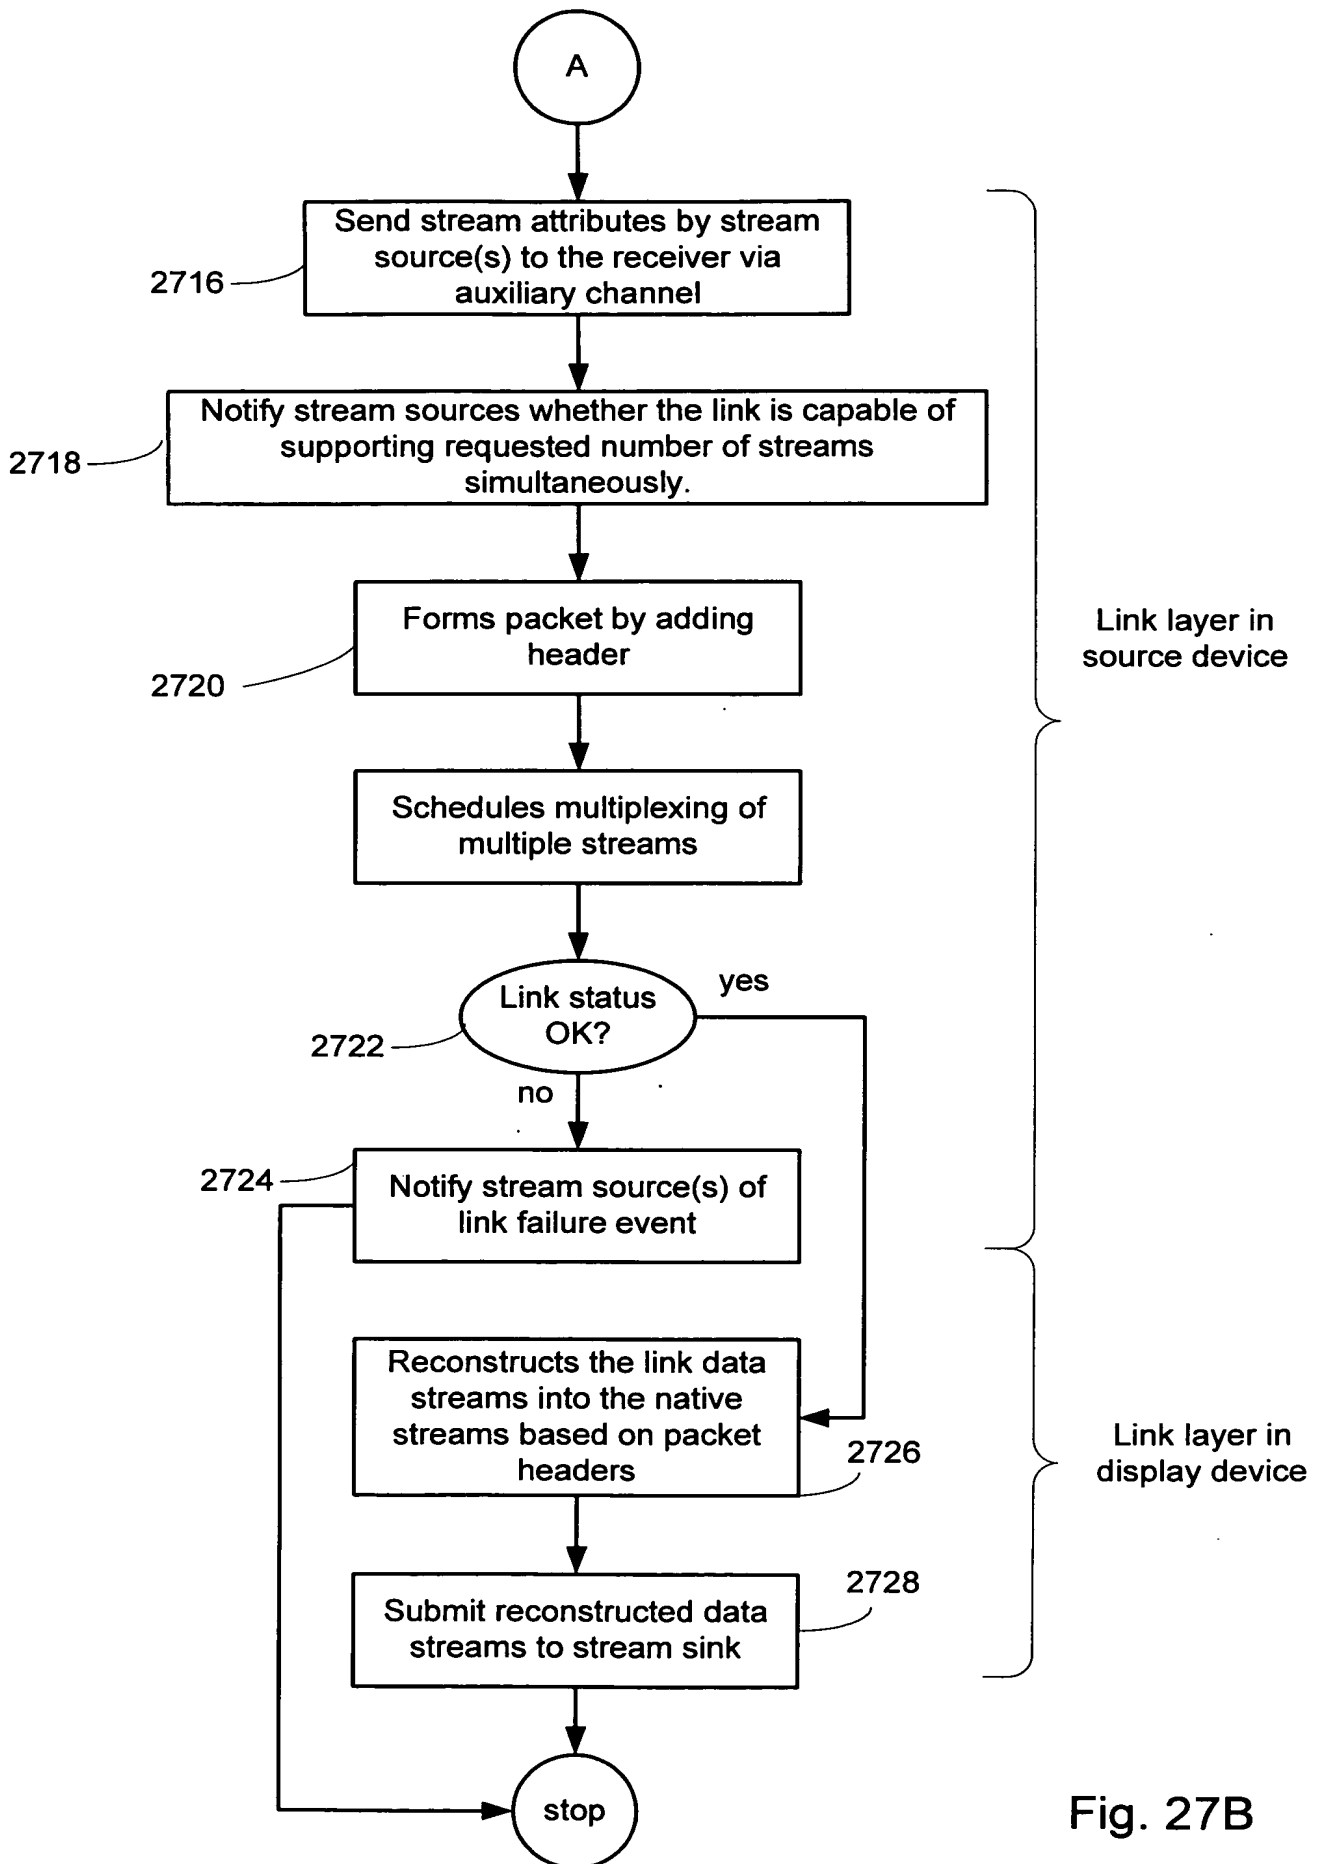 A
Send stream attributes by stream
source(s) to the receiver via
auxiliary channel
2716
Notify stream sources whether the link is capable of
supporting requested number of streams
simultaneously.
2718
Forms packet by adding
header
2720
Link layer in
source device
Schedules multiplexing of
multiple streams
Link status
OK?
yes
2722
no
2724
Notify stream source(s) of
link failure event
Reconstructs the link data
streams into the native
streams based on packet
headers
2726
Link layer in
display device
2728
Submit reconstructed data
streams to stream sink
stop
Fig. 27B